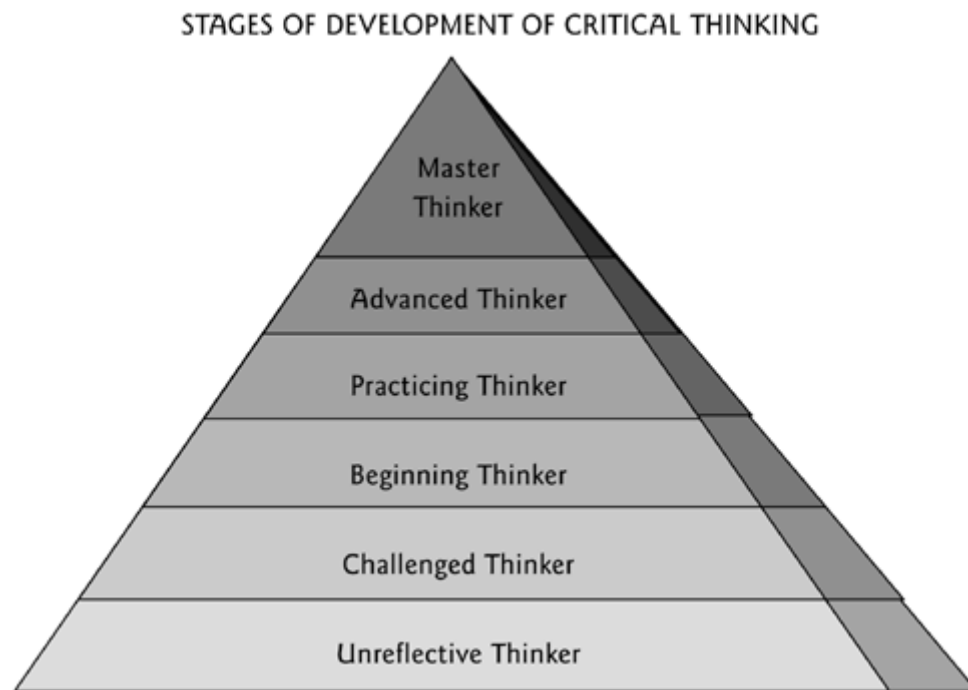 STAGES OF DEVELOPMENT OF CRITICAL THINKING
Master
Thinker
Advanced Thinker
Practicing Thinker
Beginning Thinker
Challenged Thinker
Unreflective Thinker